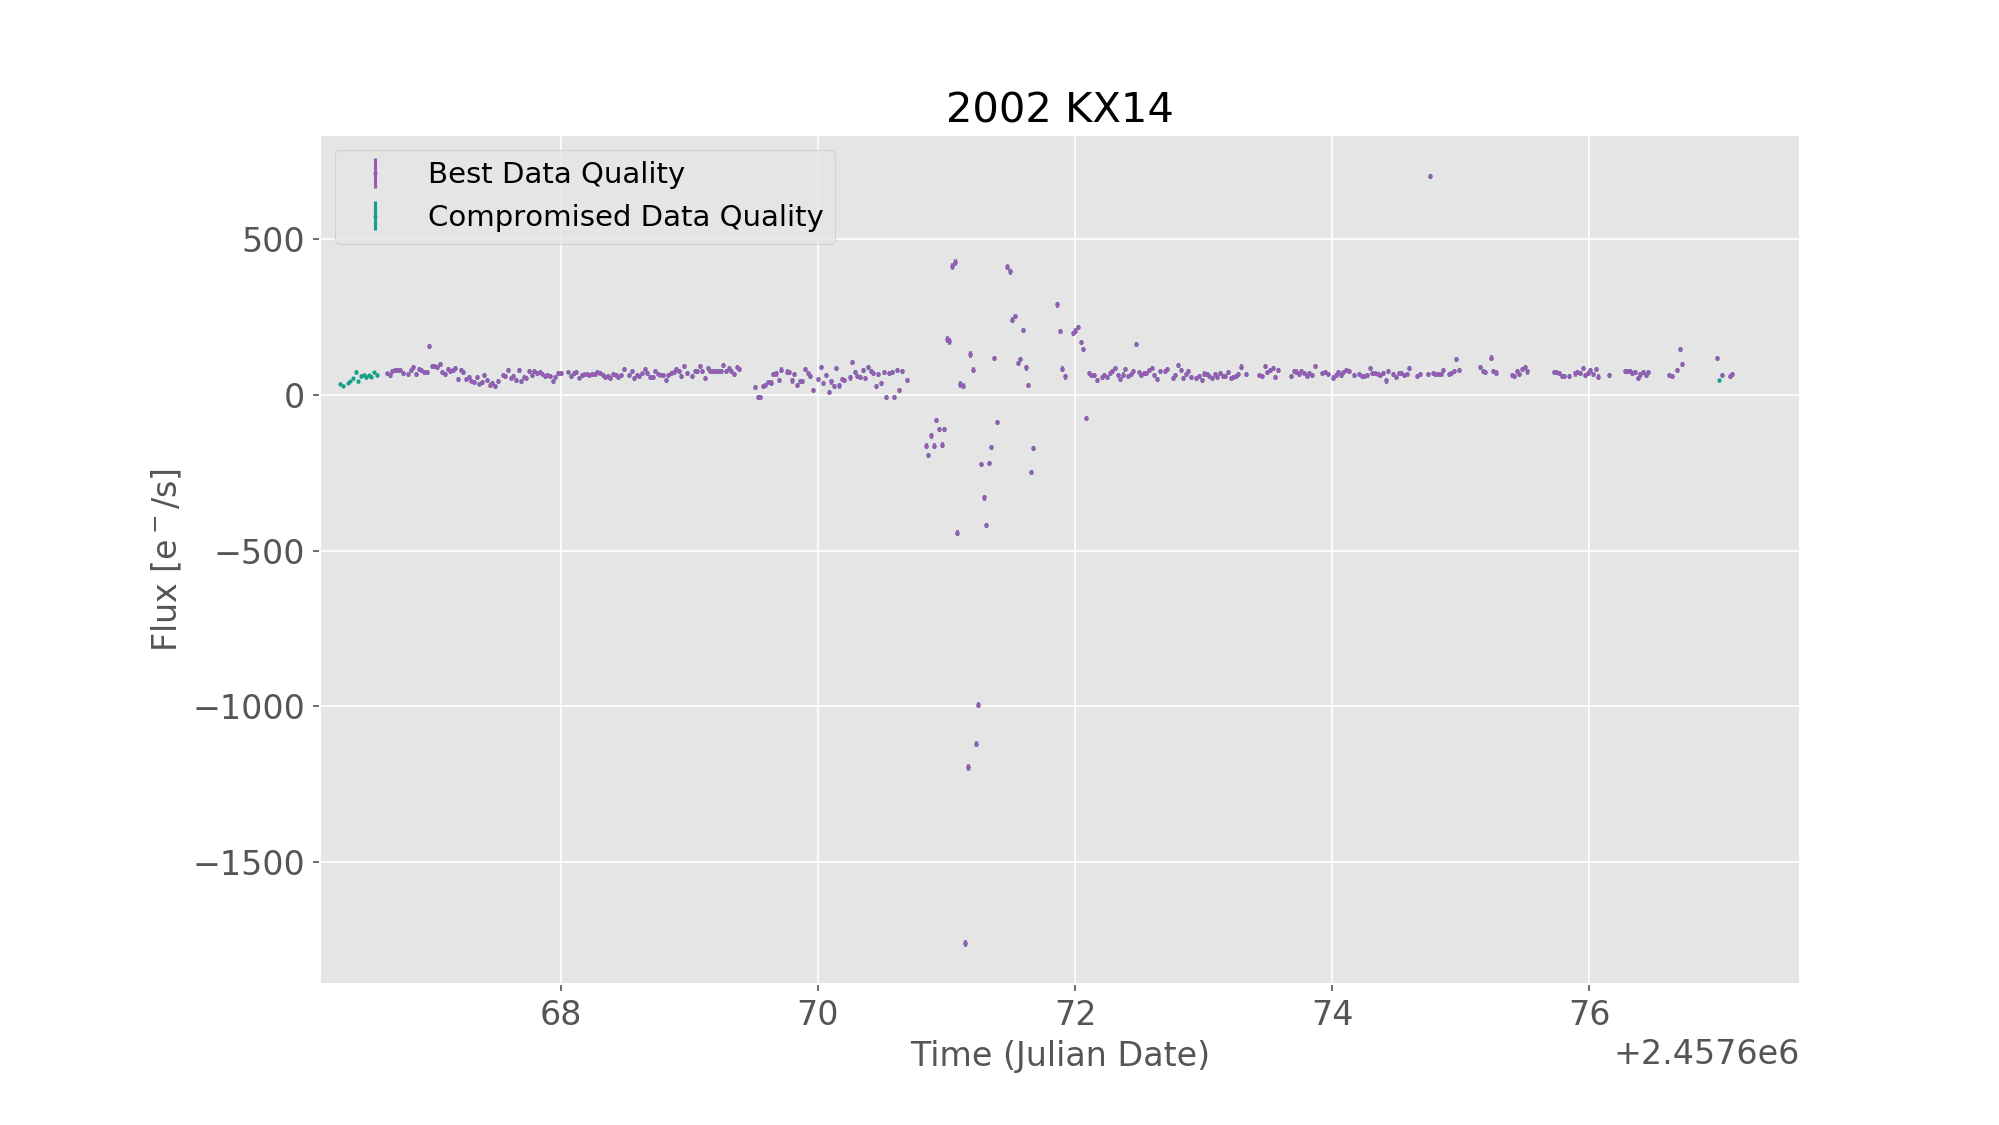 2002 KX14
Best Data Quality
Compromised Data Quality
500
0
−500
−1000
−1500
Flux [e⁻/s]
68 70 72 74 76
Time (Julian Date)
+2.4576e6